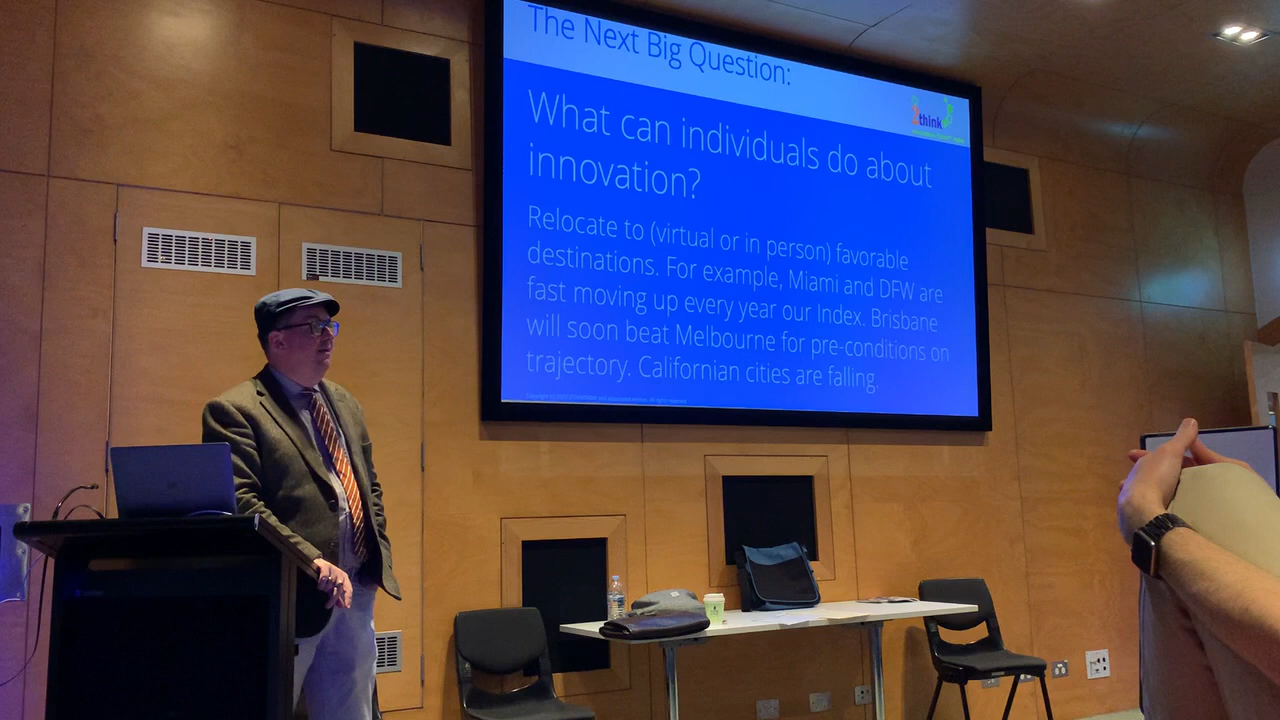 The Next Big Question:
2think
What can individuals do about
innovation?
Relocate to (virtual or in person) favorable
destinations. For example, Miami and DFW are
fast moving up every year our Index. Brisbane
will soon beat Melbourne for pre-conditions on
trajectory. Californian cities are falling.